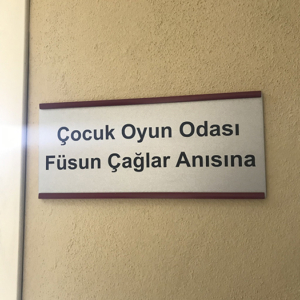 Çocuk Oyun Odası
Füsun Çağlar Anısına